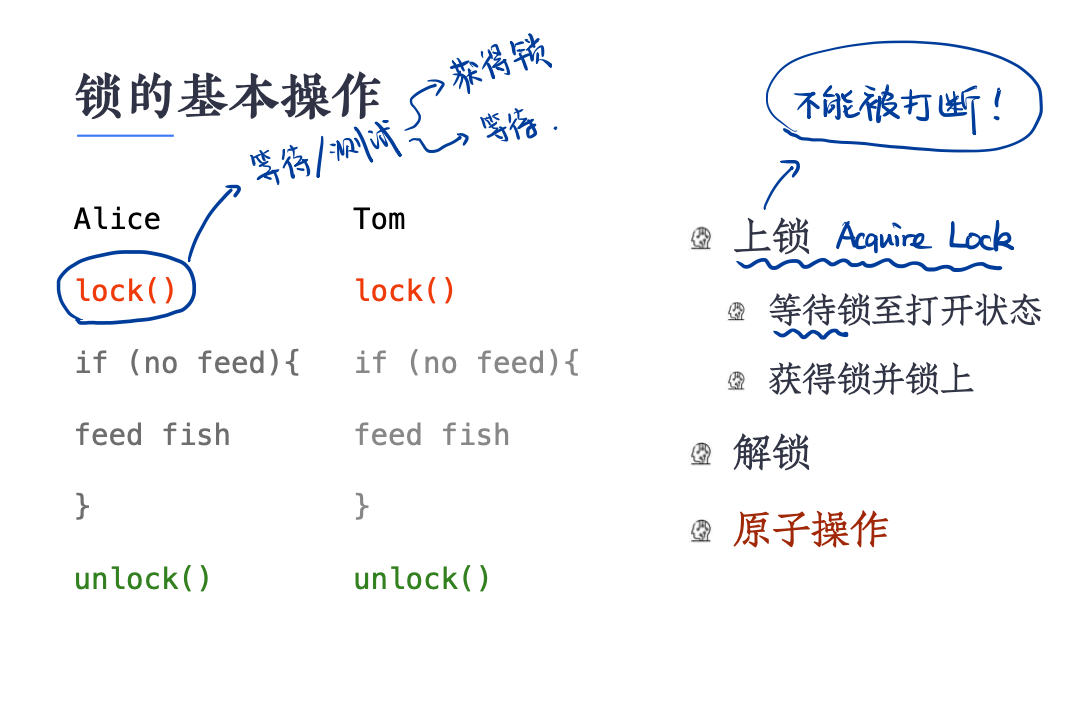 锁的基本操作
等待/测试
获得锁
等待.
Alice
lock()
if (no feed){
feed fish
}
unlock()
Tom
lock()
if (no feed){
feed fish
}
unlock()
不能被打断!
上锁 Acquire Lock
等待锁至打开状态
获得锁并锁上
解锁
原子操作